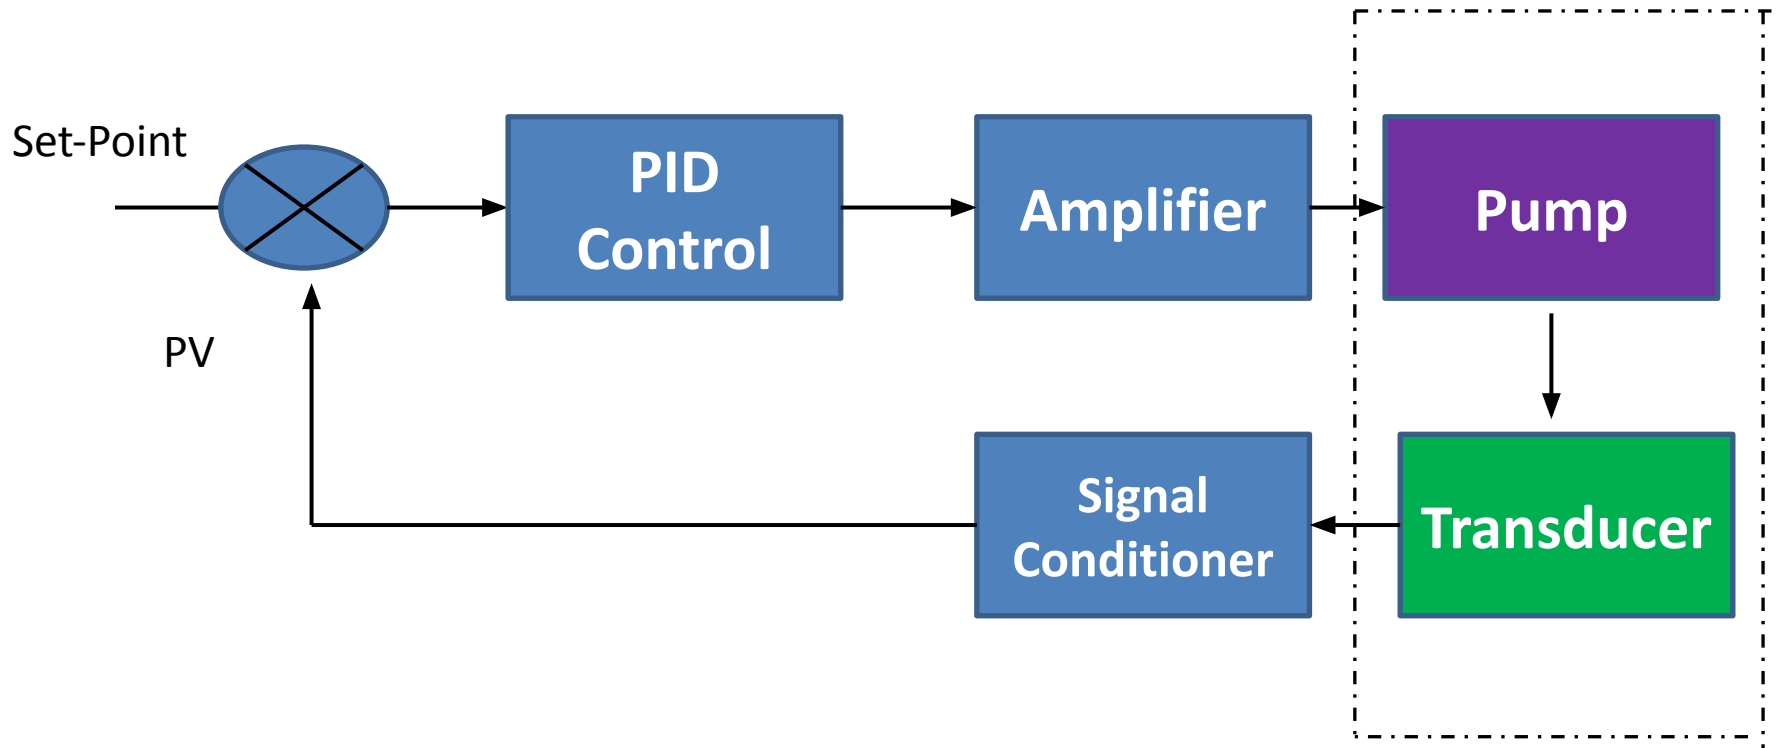 Set-Point
PID
Control
Amplifier
Pump
PV
Signal
Conditioner
Transducer